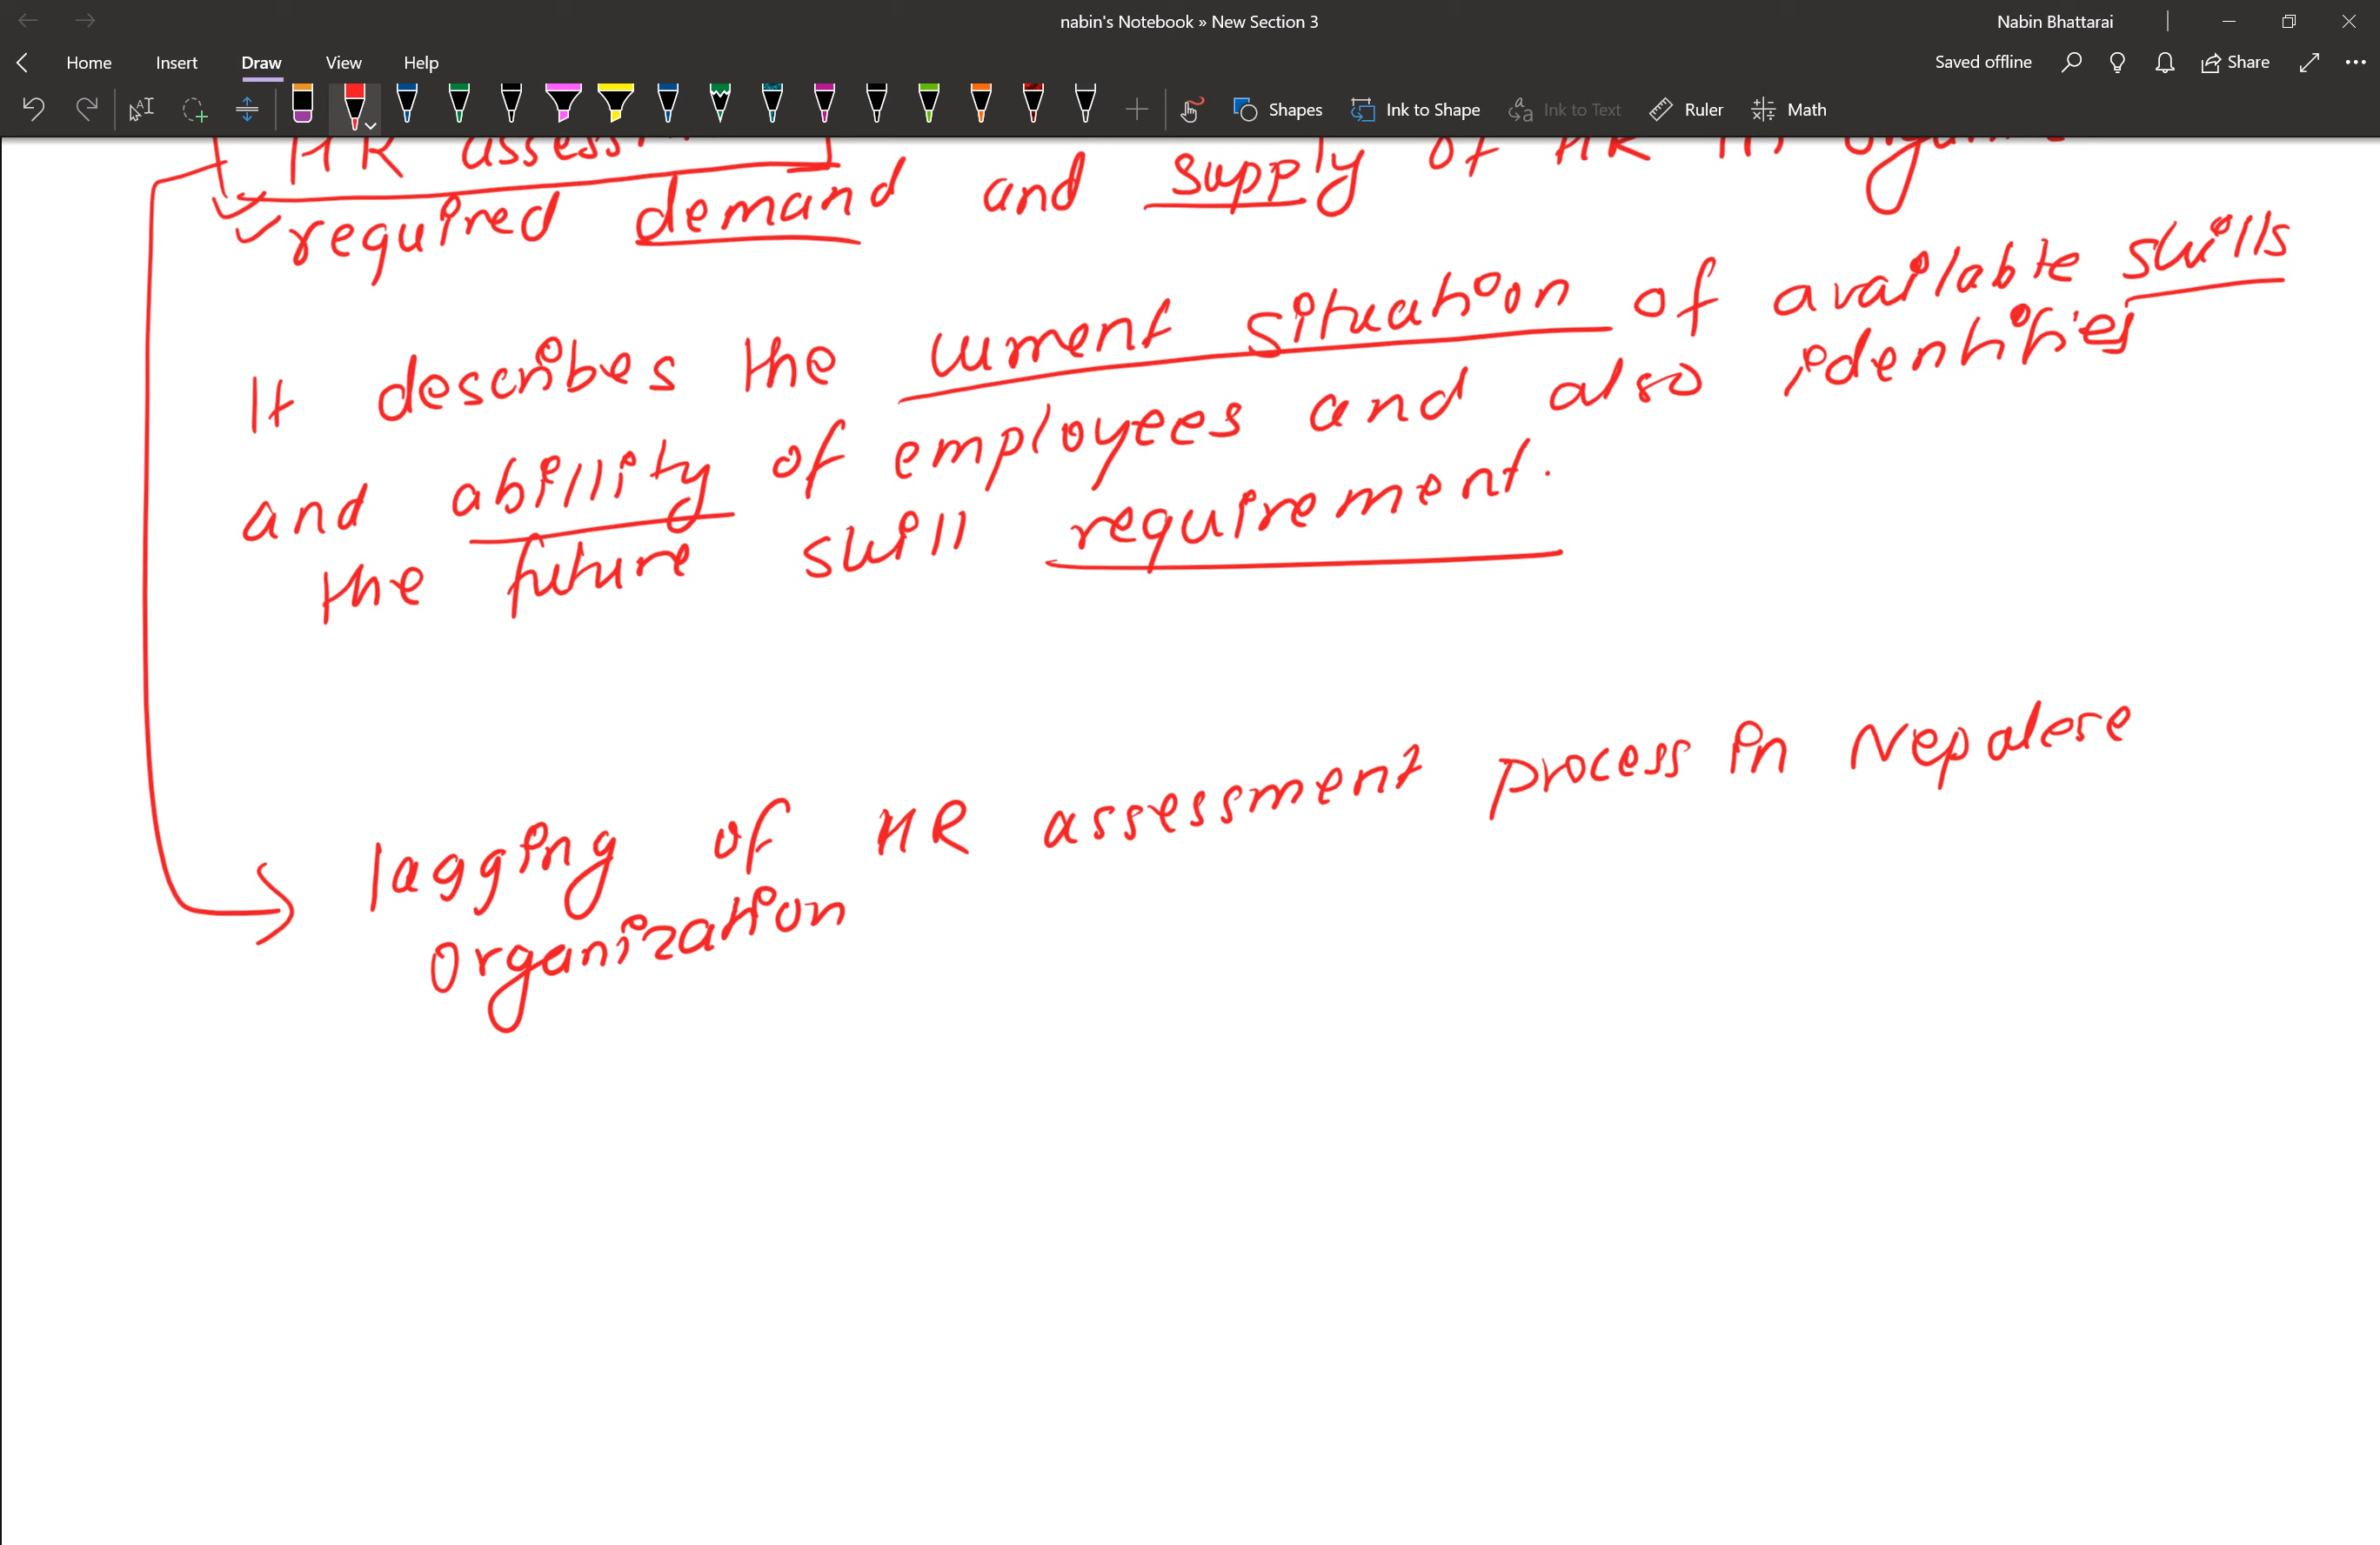 nabin's Notebook » New Section 3
Nabin Bhattarai
Home Insert Draw View Help
Saved offline
Share
Shapes
Ink to Shape
Ink to Text
Ruler
Math
HR assess
required demand and supply of HR in
It describes the current situation of available skills
and ability of employees and also identifies
the future skill requirement.
lagging of HR assessment process in Nepalese
organization